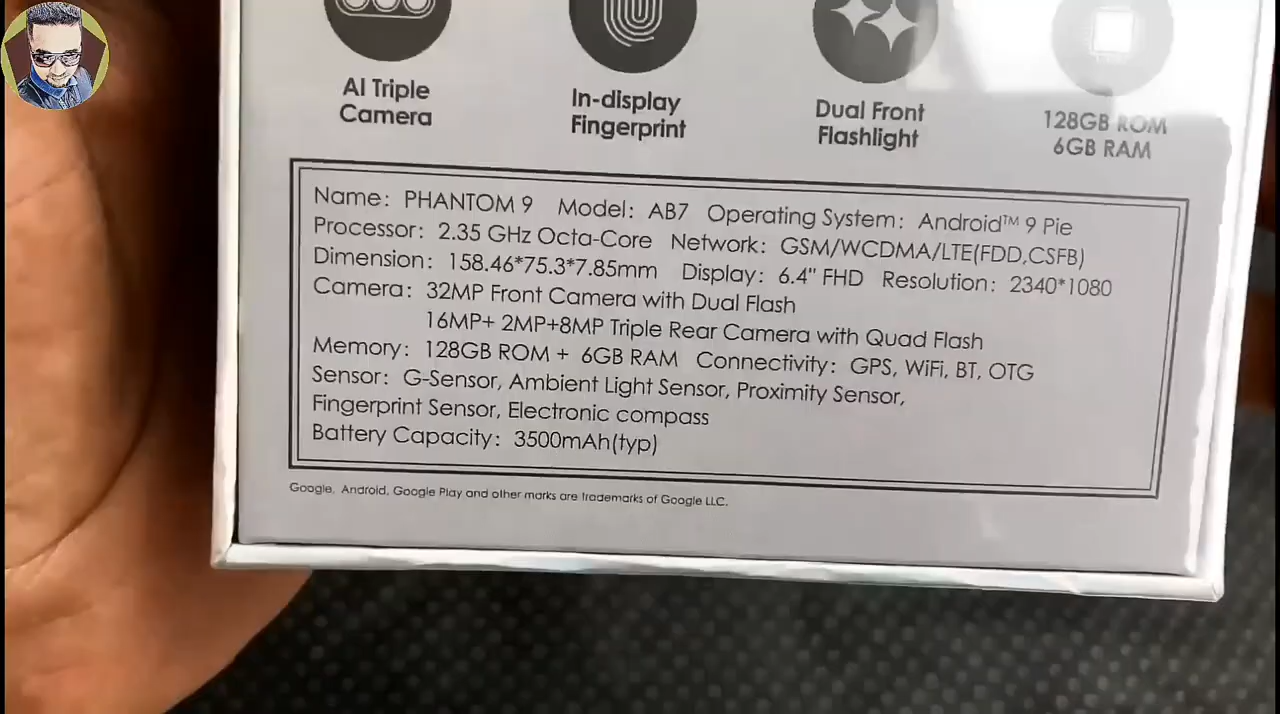 AI Triple
Camera
In-display
Fingerprint
Dual Front
Flashlight
128GB ROM
6GB RAM
Name: PHANTOM 9 Model: AB7 Operating System: Android™ 9 Pie
Processor: 2.35 GHz Octa-Core Network: GSM/WCDMA/LTE(FDD,CSFB)
Dimension: 158.46*75.3*7.85mm Display: 6.4" FHD Resolution: 2340*1080
Camera: 32MP Front Camera with Dual Flash
16MP+ 2MP+8MP Triple Rear Camera with Quad Flash
Memory: 128GB ROM + 6GB RAM Connectivity: GPS, WiFi, BT, OTG
Sensor: G-Sensor, Ambient Light Sensor, Proximity Sensor,
Fingerprint Sensor, Electronic compass
Battery Capacity: 3500mAh(typ)
Google, Android, Google Play and other marks are trademarks of Google LLC.